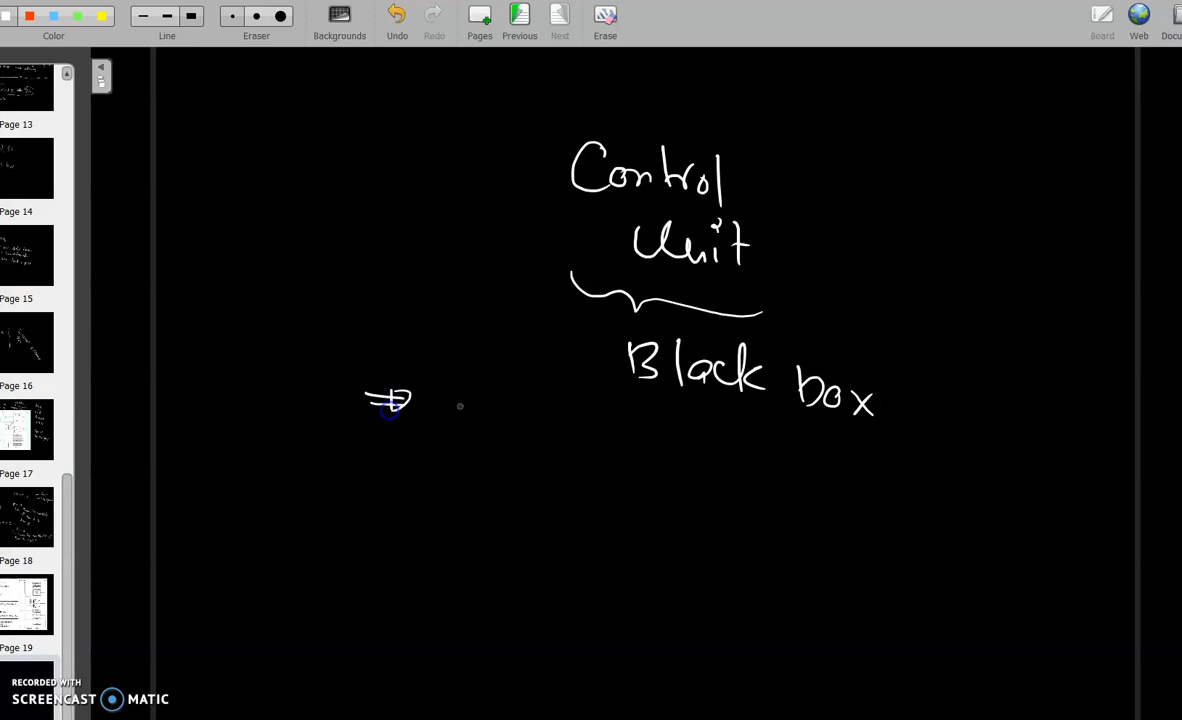 Color Line Eraser Backgrounds Undo Redo Pages Previous Next Erase Board Web Docu
Page 13
Page 14
Page 15
Page 16
Page 17
Page 18
Page 19
Control
Unit
Black box
RECORDED WITH
SCREENCAST MATIC